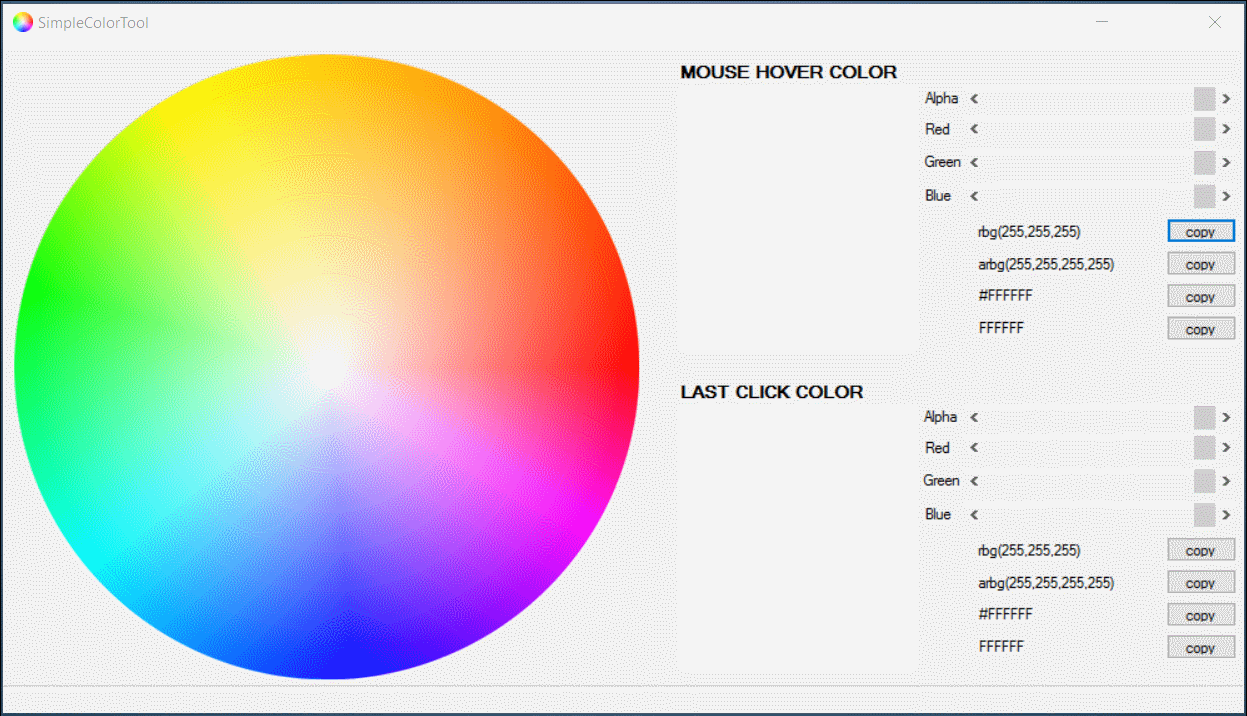 SimpleColorTool
MOUSE HOVER COLOR
Alpha
Red
Green
Blue
rbg(255,255,255) copy
arbg(255,255,255,255) copy
#FFFFFF copy
FFFFFF copy
LAST CLICK COLOR
Alpha
Red
Green
Blue
rbg(255,255,255) copy
arbg(255,255,255,255) copy
#FFFFFF copy
FFFFFF copy